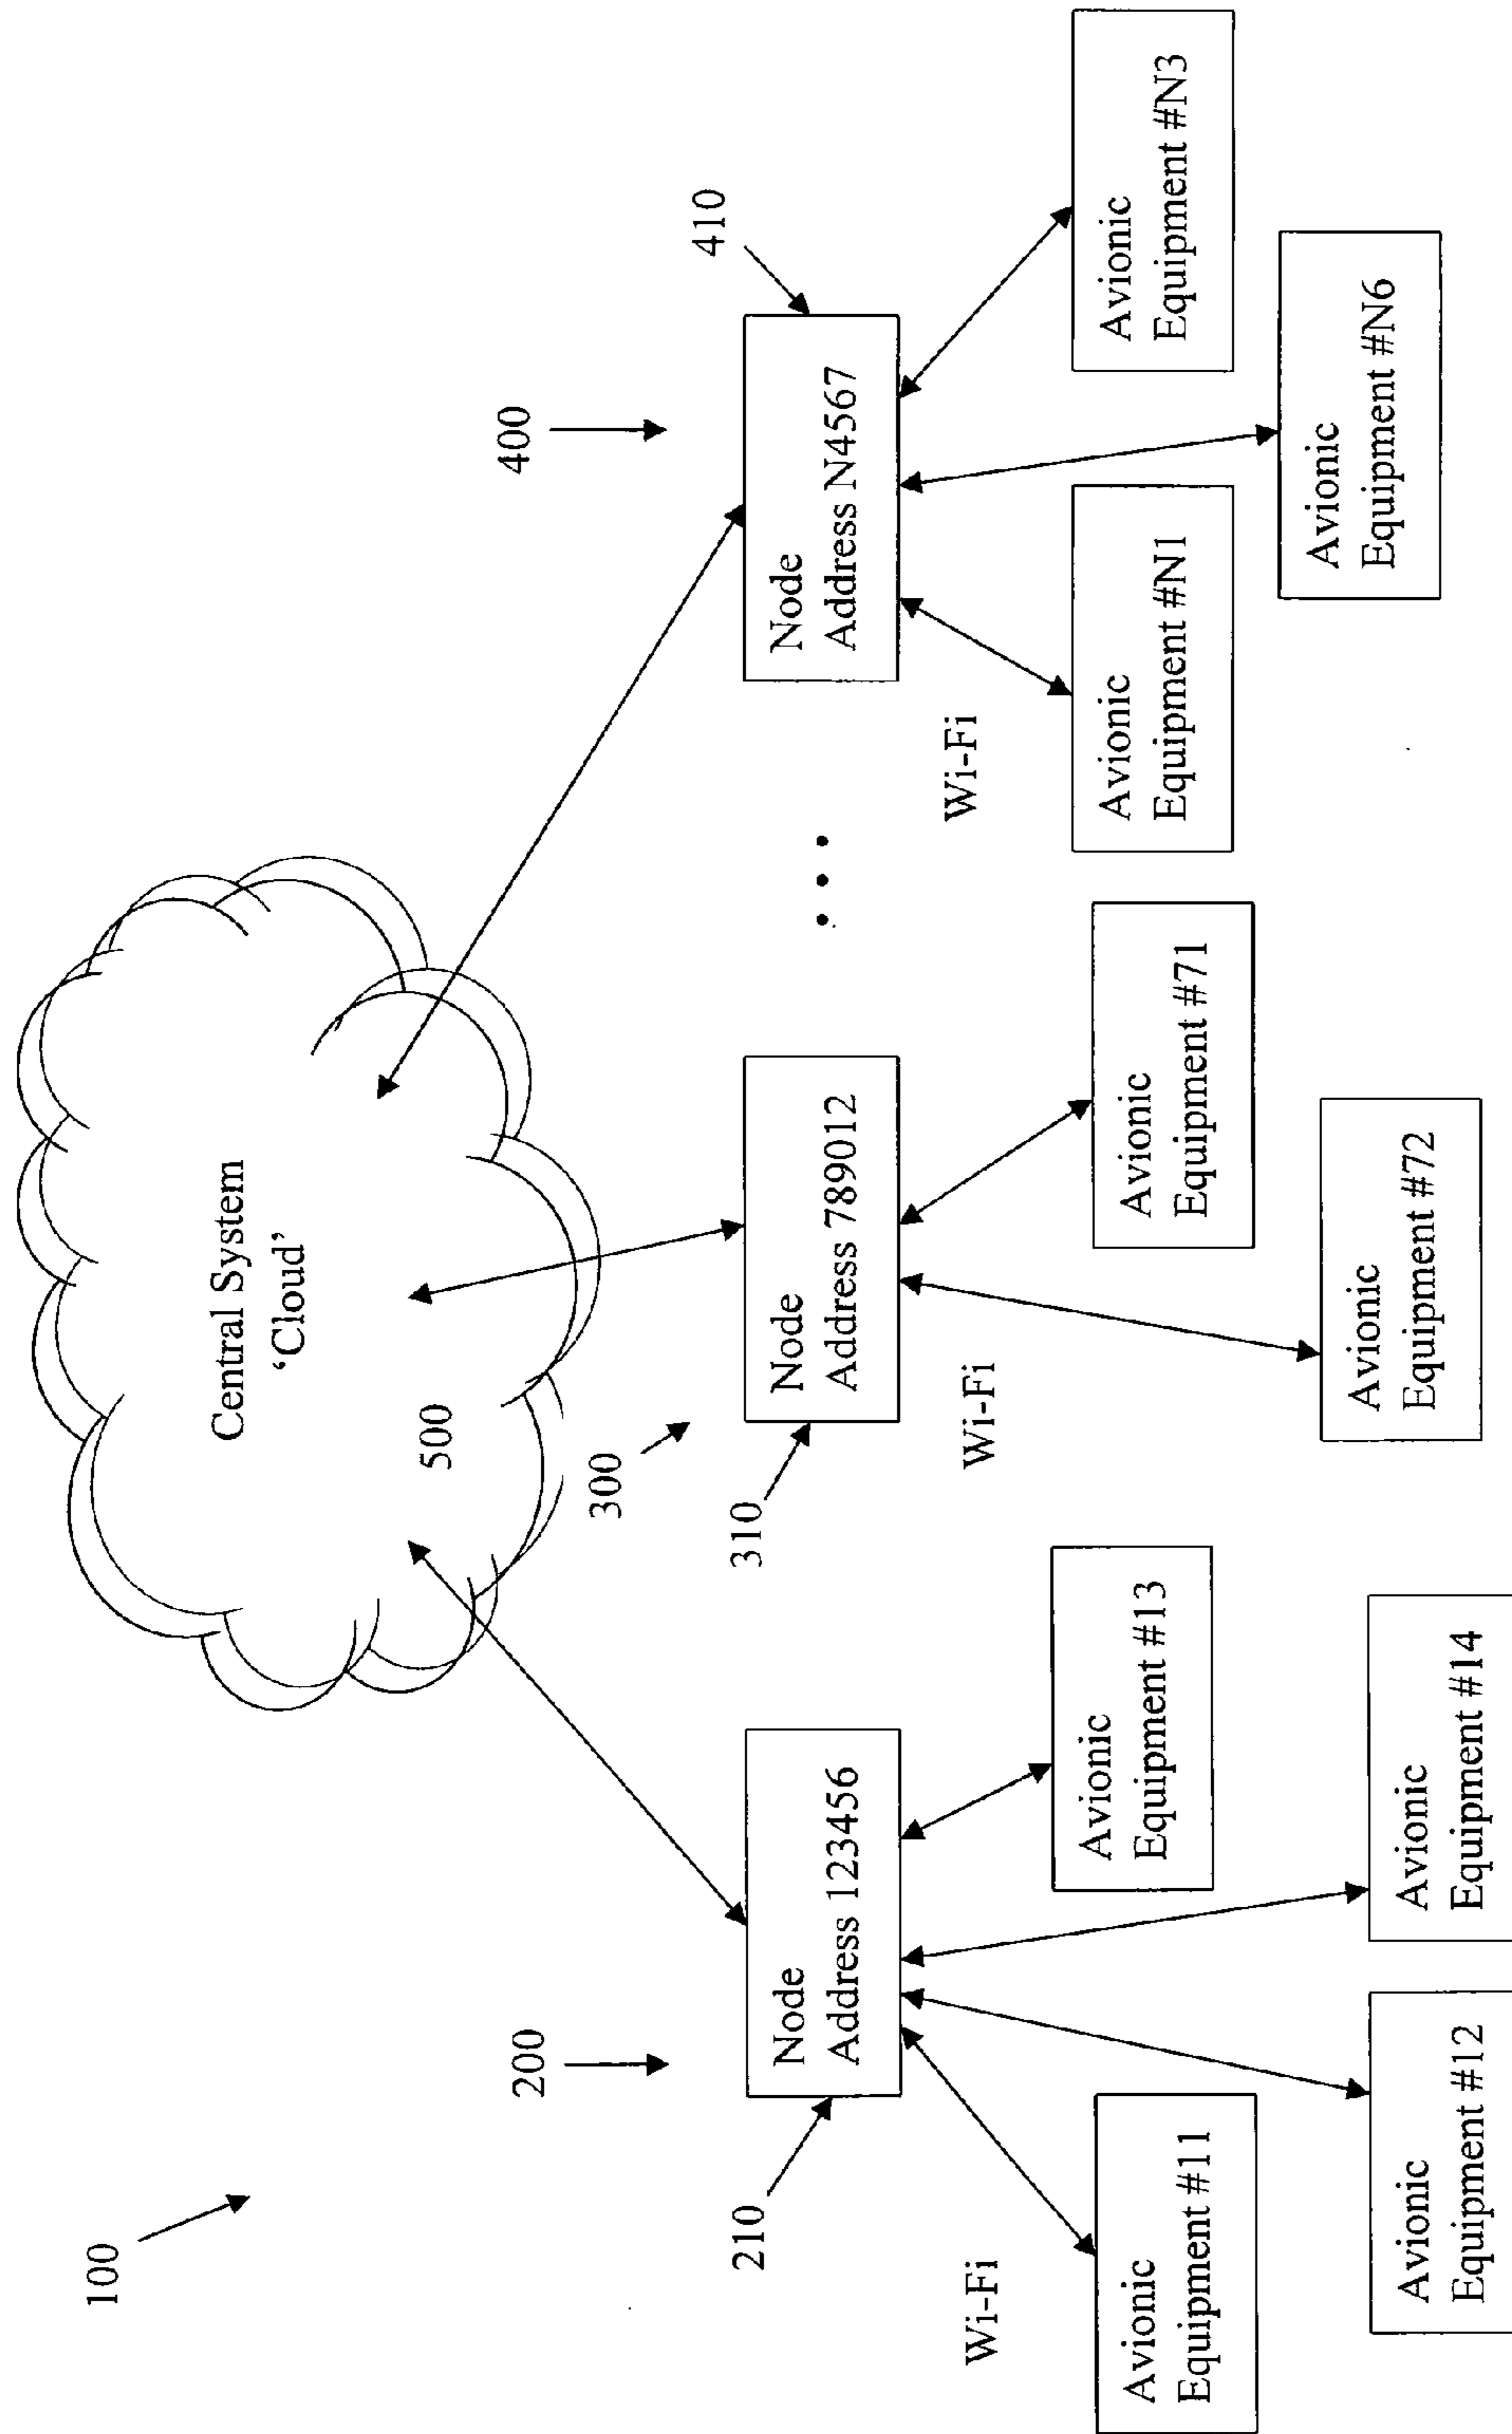 100
Central System
‘Cloud’
500
200
210
Node
Address 123456
300
310
Node
Address 789012
400
410
Node
Address N4567
Wi-Fi
Avionic
Equipment #11
Avionic
Equipment #12
Avionic
Equipment #13
Avionic
Equipment #14
Wi-Fi
Avionic
Equipment #71
Avionic
Equipment #72
Wi-Fi
Avionic
Equipment #N1
Avionic
Equipment #N3
Avionic
Equipment #N6